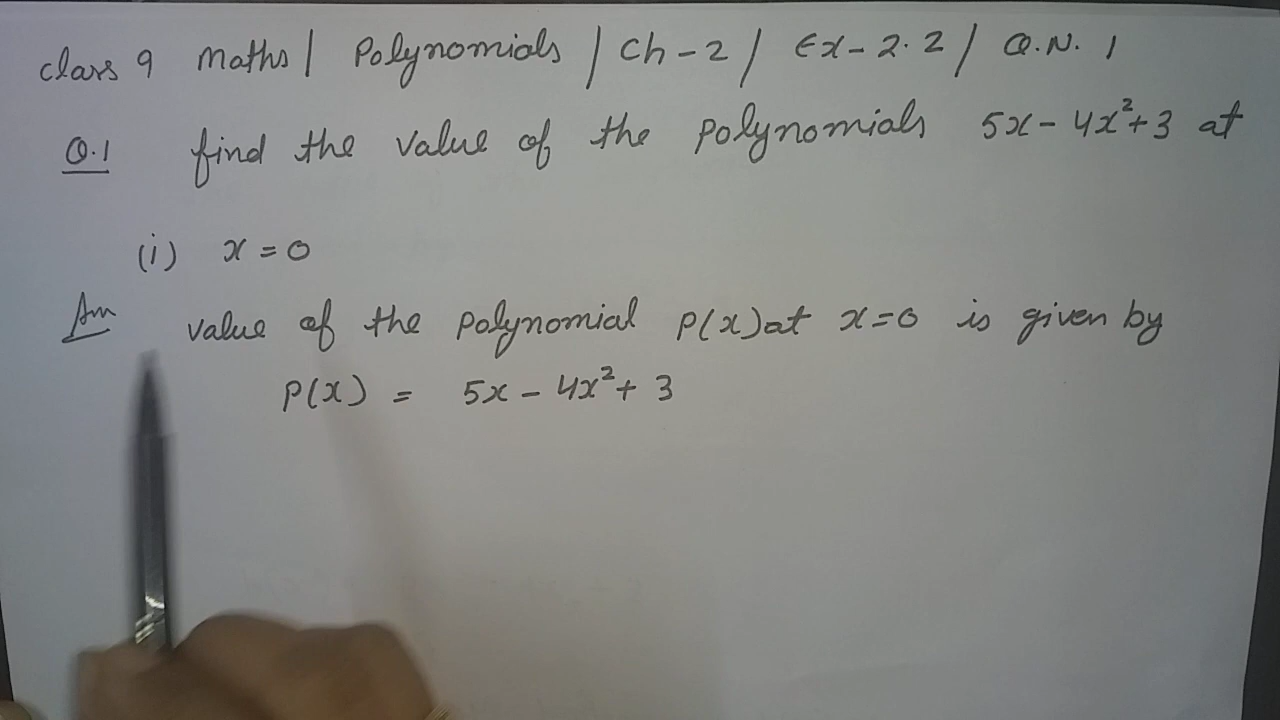 class 9 maths | Polynomials / Ch-2 / Ex-2.2 / Q.N. 1
Q.1 find the value of the polynomials 5x - 4x² + 3 at
(i) x = 0
Ans value of the polynomial P(x) at x=0 is given by
P(x) = 5x - 4x² + 3